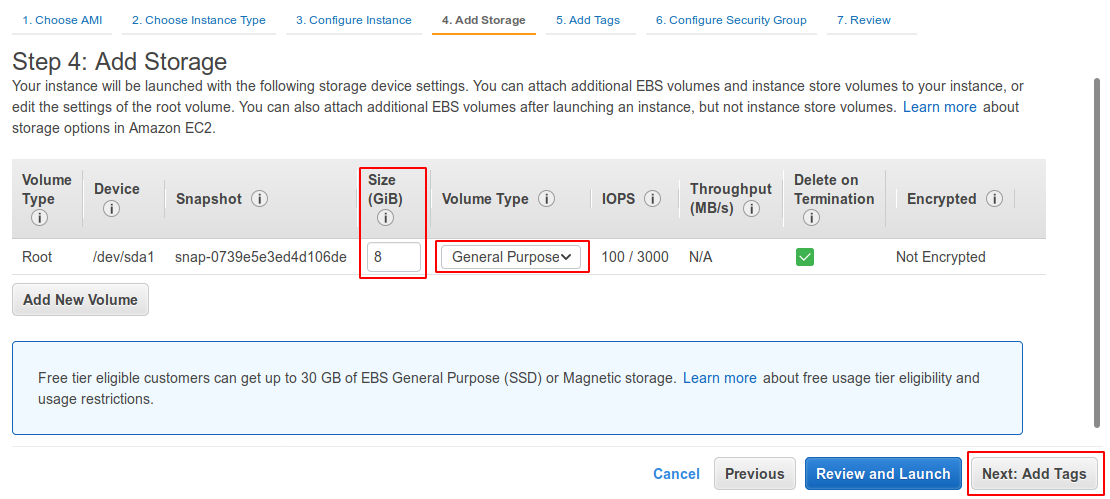 1. Choose AMI 2. Choose Instance Type 3. Configure Instance 4. Add Storage 5. Add Tags 6. Configure Security Group 7. Review
Step 4: Add Storage
Your instance will be launched with the following storage device settings. You can attach additional EBS volumes and instance store volumes to your instance, or
edit the settings of the root volume. You can also attach additional EBS volumes after launching an instance, but not instance store volumes. Learn more about
storage options in Amazon EC2.
Volume Type i Device i Snapshot i Size (GiB) i Volume Type i IOPS i Throughput (MB/s) i Delete on Termination i Encrypted i
Root /dev/sda1 snap-0739e5e3ed4d106de 8 General Purpose 100 / 3000 N/A Not Encrypted
Add New Volume
Free tier eligible customers can get up to 30 GB of EBS General Purpose (SSD) or Magnetic storage. Learn more about free usage tier eligibility and
usage restrictions.
Cancel Previous Review and Launch Next: Add Tags